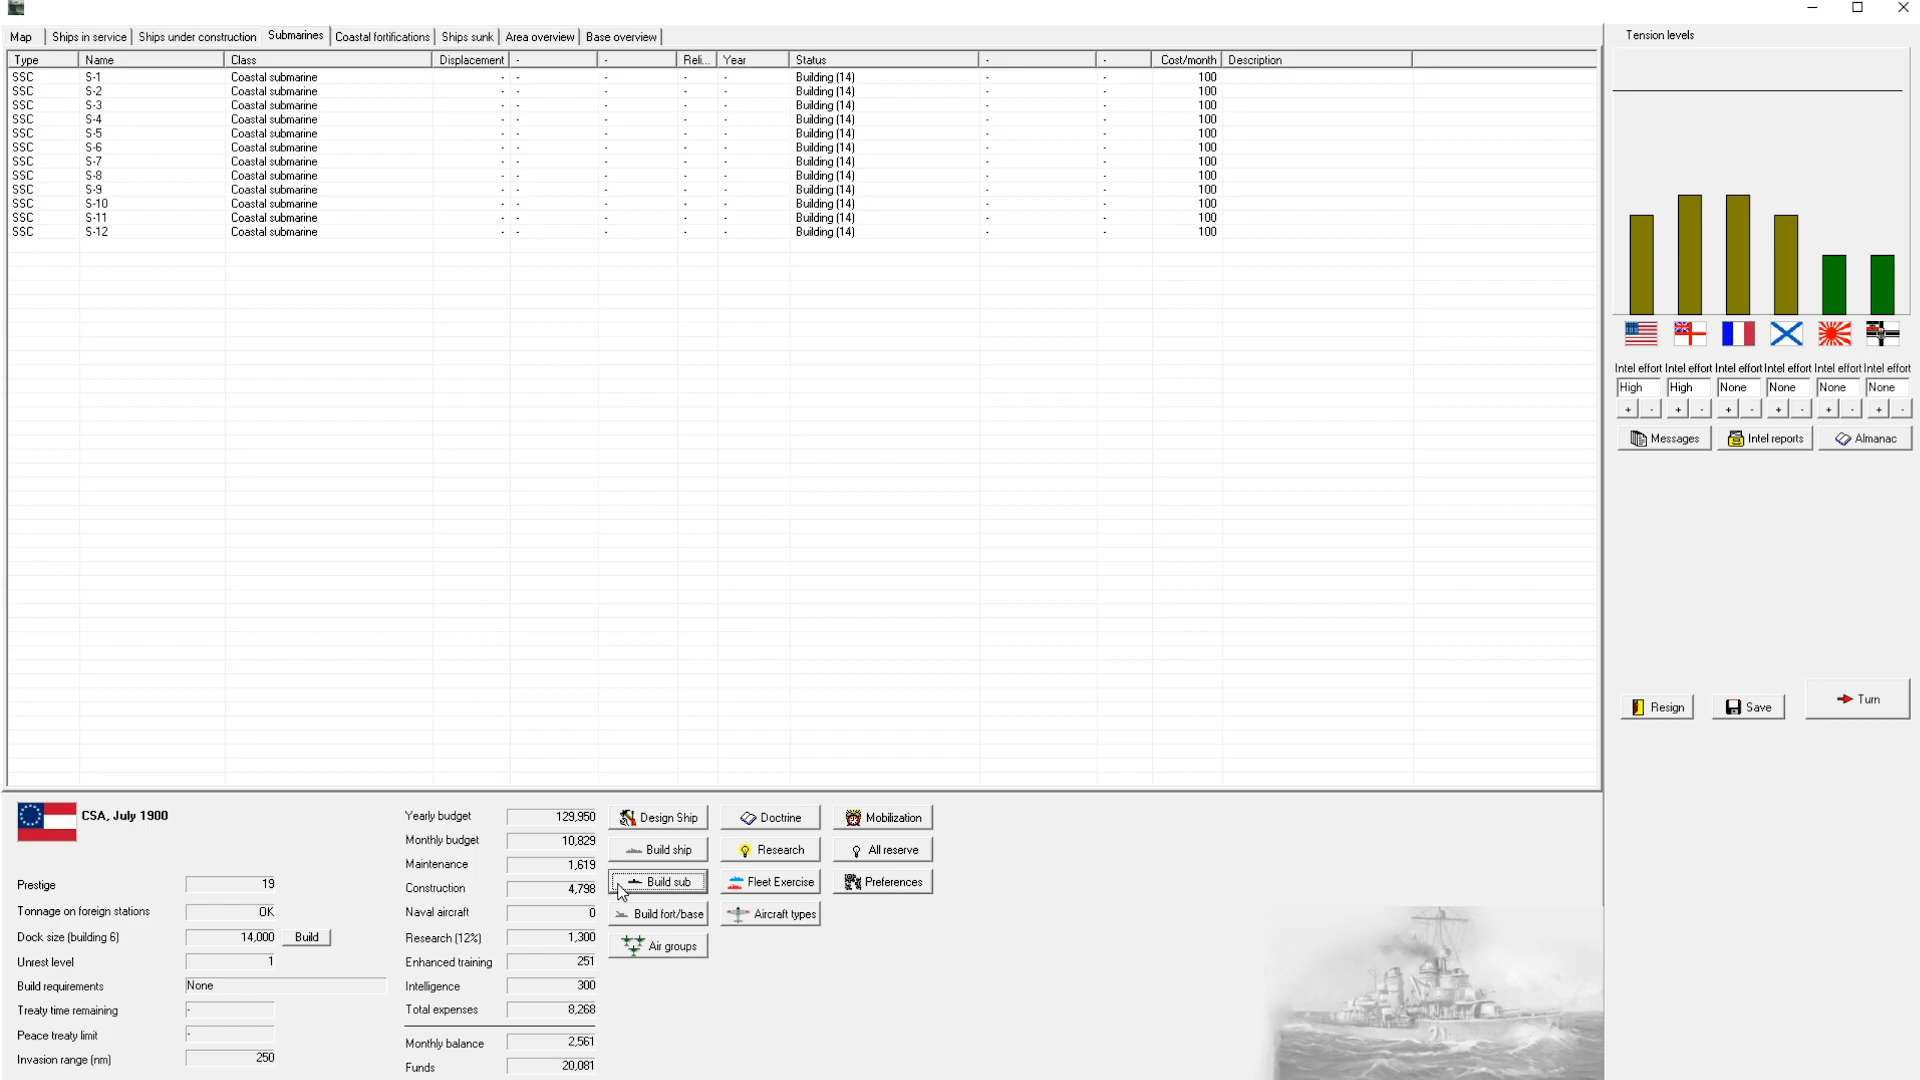 Map Ships in service Ships under construction Submarines Coastal fortifications Ships sunk Area overview Base overview
Type Name Class Displacement - - Reli... Year Status - - Cost/month Description
SSC S-1 Coastal submarine - - - - - Building (14) - - 100
SSC S-2 Coastal submarine - - - - - Building (14) - - 100
SSC S-3 Coastal submarine - - - - - Building (14) - - 100
SSC S-4 Coastal submarine - - - - - Building (14) - - 100
SSC S-5 Coastal submarine - - - - - Building (14) - - 100
SSC S-6 Coastal submarine - - - - - Building (14) - - 100
SSC S-7 Coastal submarine - - - - - Building (14) - - 100
SSC S-8 Coastal submarine - - - - - Building (14) - - 100
SSC S-9 Coastal submarine - - - - - Building (14) - - 100
SSC S-10 Coastal submarine - - - - - Building (14) - - 100
SSC S-11 Coastal submarine - - - - - Building (14) - - 100
SSC S-12 Coastal submarine - - - - - Building (14) - - 100
Tension levels
Intel effort Intel effort Intel effort Intel effort Intel effort Intel effort
High High None None None None
+ - + - + - + - + - + -
Messages Intel reports Almanac
Resign Save Turn
CSA, July 1900
Prestige 19
Tonnage on foreign stations OK
Dock size (building 6) 14,000 Build
Unrest level 1
Build requirements None
Treaty time remaining -
Peace treaty limit -
Invasion range (nm) 250
Yearly budget 129,950
Monthly budget 10,829
Maintenance 1,619
Construction 4,798
Naval aircraft 0
Research (12%) 1,300
Enhanced training 251
Intelligence 300
Total expenses 8,268
Monthly balance 2,561
Funds 20,081
Design Ship Doctrine Mobilization
Build ship Research All reserve
Build sub Fleet Exercise Preferences
Build fort/base Aircraft types
Air groups